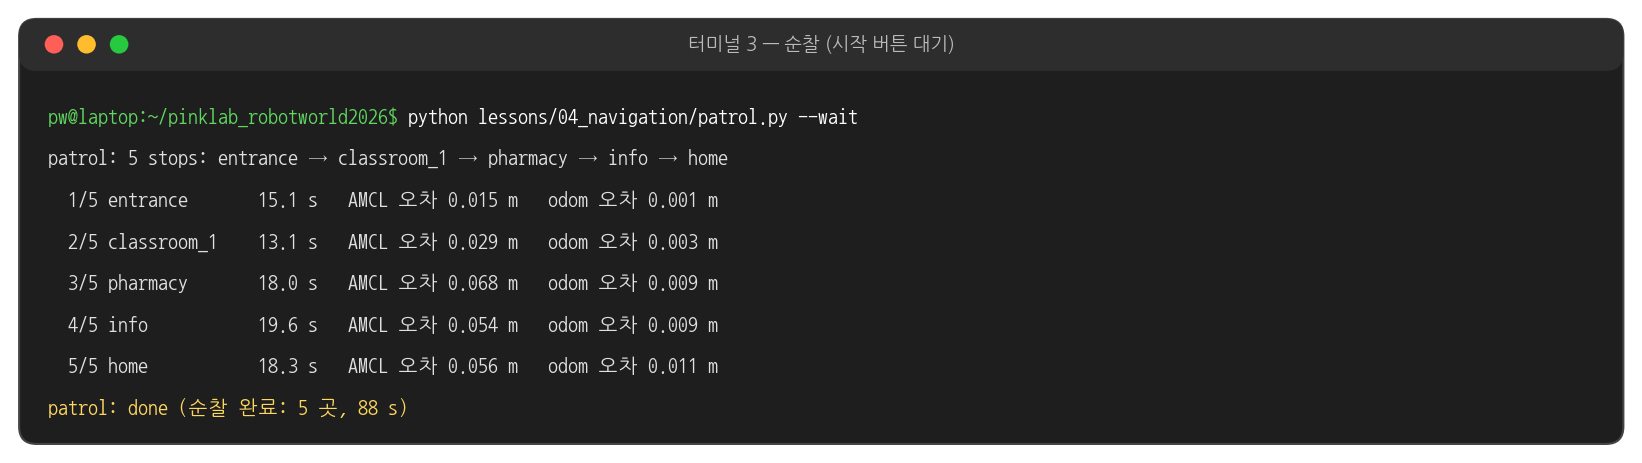 터미널 3 — 순찰 (시작 버튼 대기)
pw@laptop:~/pinklab_robotworld2026$ python lessons/04_navigation/patrol.py --wait
patrol: 5 stops: entrance → classroom_1 → pharmacy → info → home
1/5 entrance 15.1 s AMCL 오차 0.015 m odom 오차 0.001 m
2/5 classroom_1 13.1 s AMCL 오차 0.029 m odom 오차 0.003 m
3/5 pharmacy 18.0 s AMCL 오차 0.068 m odom 오차 0.009 m
4/5 info 19.6 s AMCL 오차 0.054 m odom 오차 0.009 m
5/5 home 18.3 s AMCL 오차 0.056 m odom 오차 0.011 m
patrol: done (순찰 완료: 5 곳, 88 s)